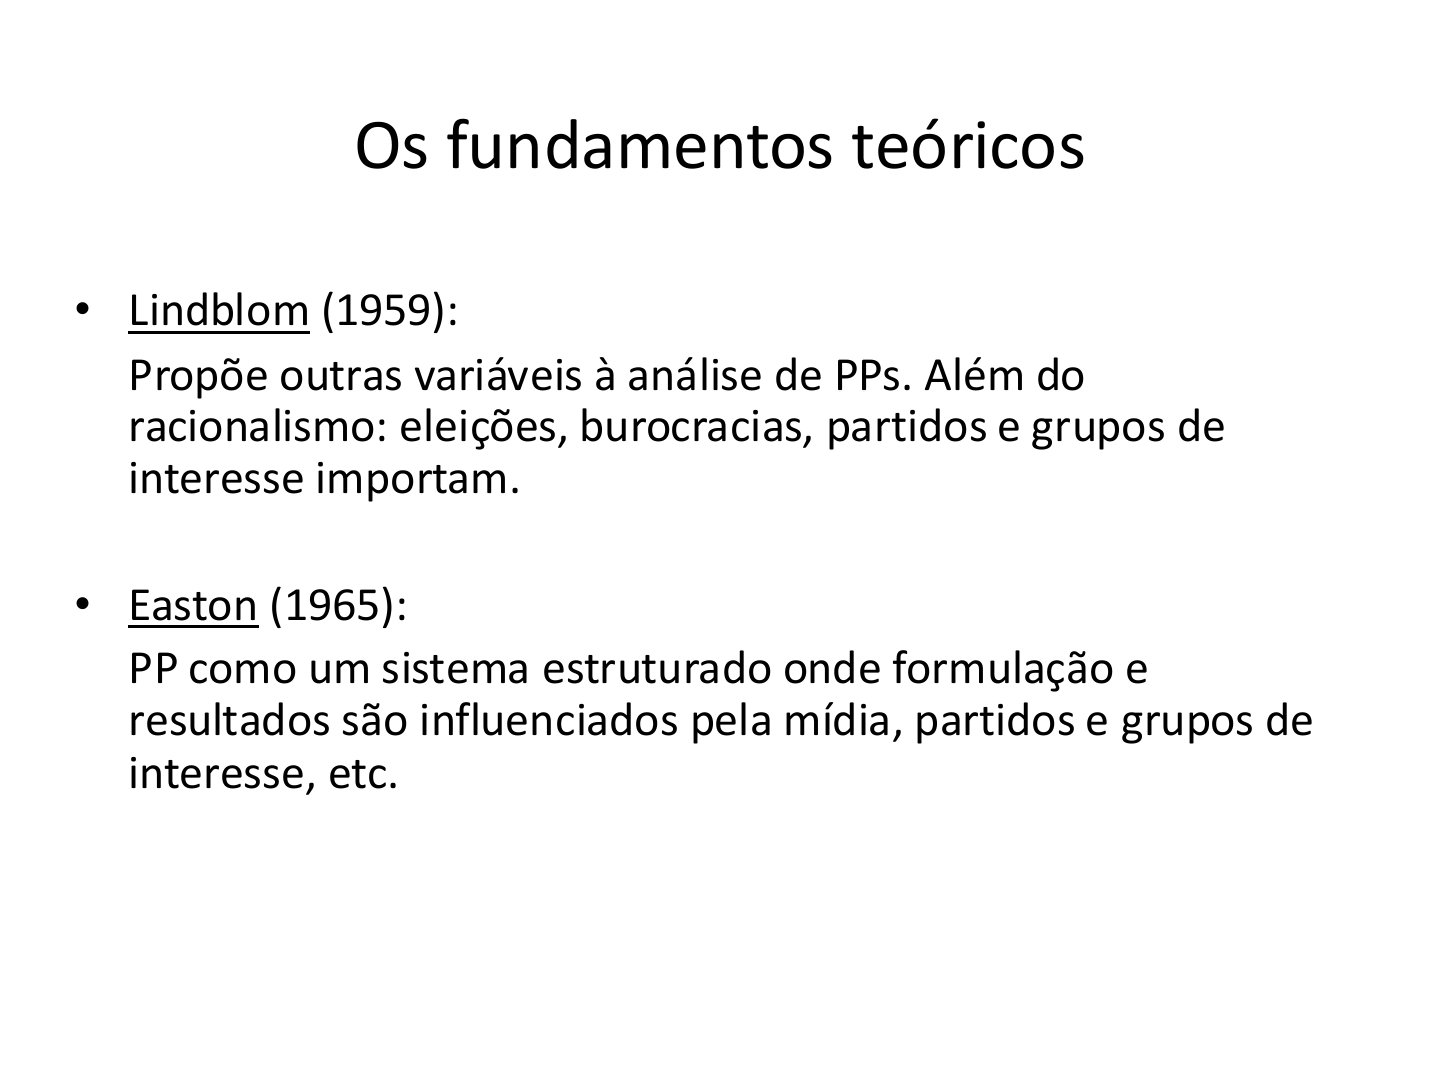 Os fundamentos teóricos
• Lindblom (1959):
Propõe outras variáveis à análise de PPs. Além do
racionalismo: eleições, burocracias, partidos e grupos de
interesse importam.
• Easton (1965):
PP como um sistema estruturado onde formulação e
resultados são influenciados pela mídia, partidos e grupos de
interesse, etc.